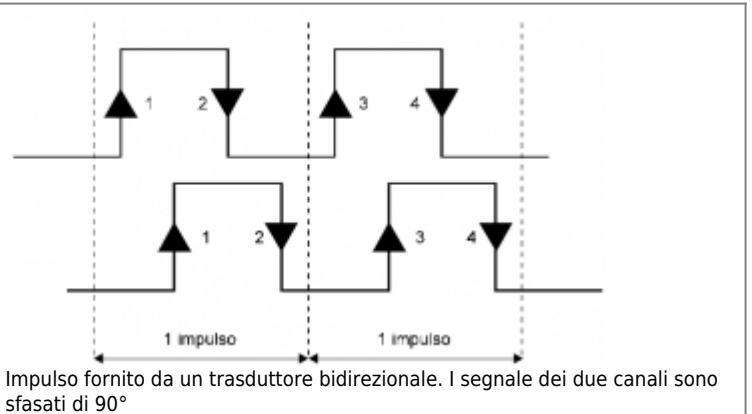 1 2 3 4
1 2 3 4
1 impulso 1 impulso
Impulso fornito da un trasduttore bidirezionale. I segnale dei due canali sono
sfasati di 90°